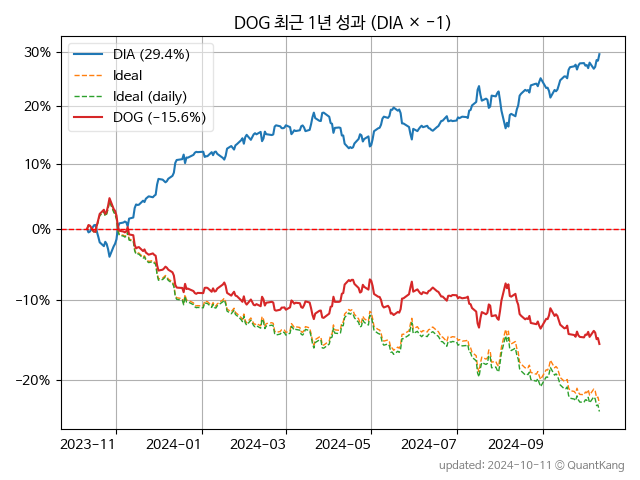 DOG 최근 1년 성과 (DIA × −1)
DIA (29.4%)
Ideal
Ideal (daily)
DOG (−15.6%)
30%
20%
10%
0%
−10%
−20%
2023−11 2024−01 2024−03 2024−05 2024−07 2024−09
updated: 2024-10-11 © QuantKang